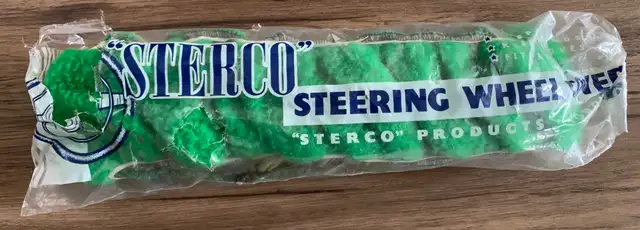 "STERCO"
STEERING WHEEL
"STERCO" PRODUCTS